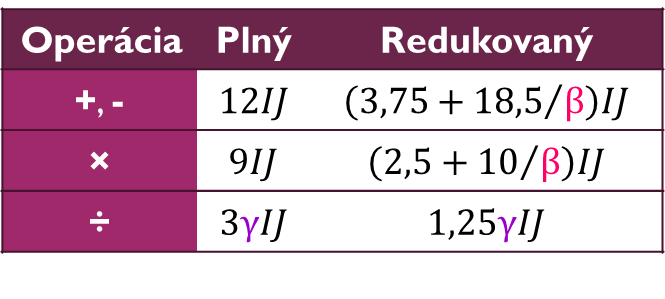 Operácia Plný Redukovaný
+, - 12IJ (3,75 + 18,5/β)IJ
× 9IJ (2,5 + 10/β)IJ
÷ 3γIJ 1,25γIJ